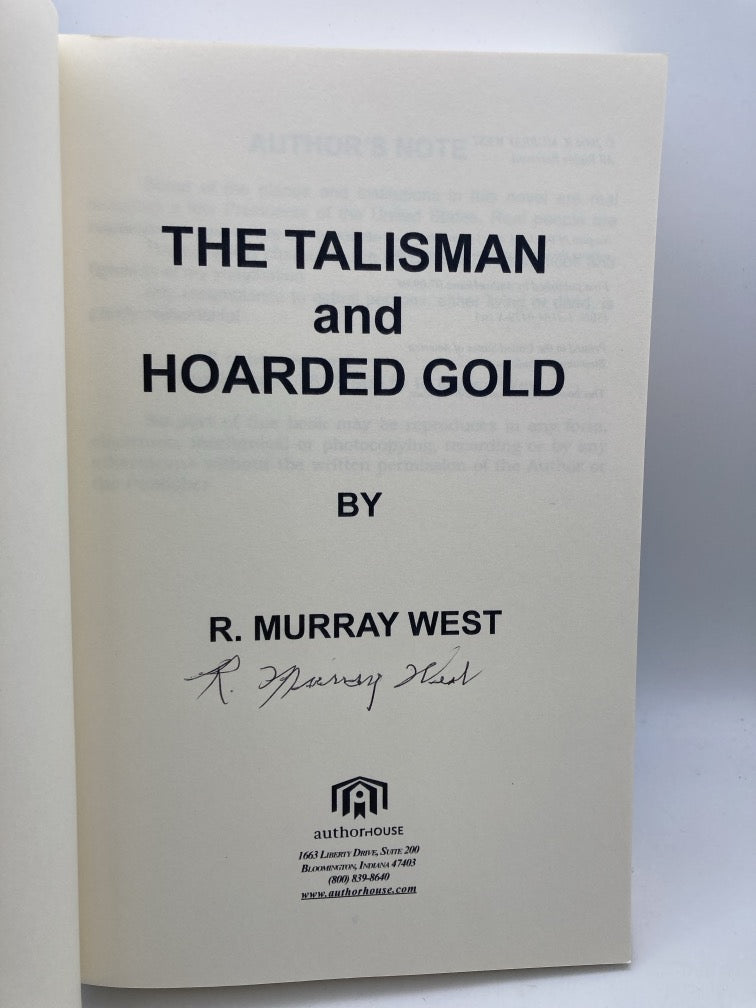 THE TALISMAN
and
HOARDED GOLD
BY
R. MURRAY WEST
R. Murray West
authorHOUSE
1663 LIBERTY DRIVE, SUITE 200
BLOOMINGTON, INDIANA 47403
(800) 839-8640
www.authorhouse.com